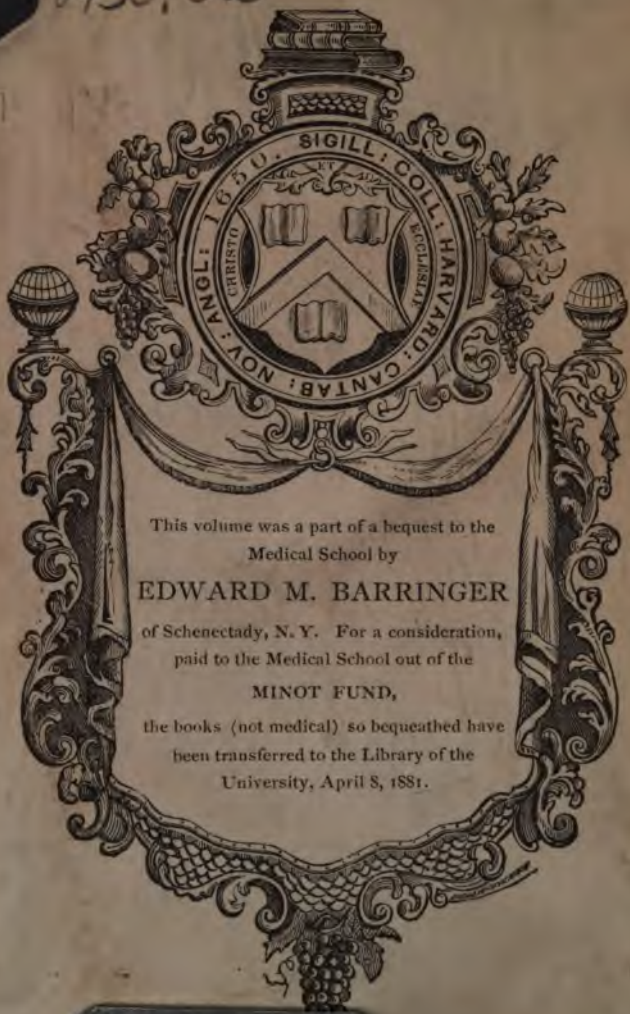 SIGILL: COLL: HARVARD: CANTAB: NOV: ANGL: 1650.
CHRISTO
ET
ECCLESIAE
This volume was a part of a bequest to the
Medical School by
EDWARD M. BARRINGER
of Schenectady, N. Y. For a consideration,
paid to the Medical School out of the
MINOT FUND,
the books (not medical) so bequeathed have
been transferred to the Library of the
University, April 8, 1881.